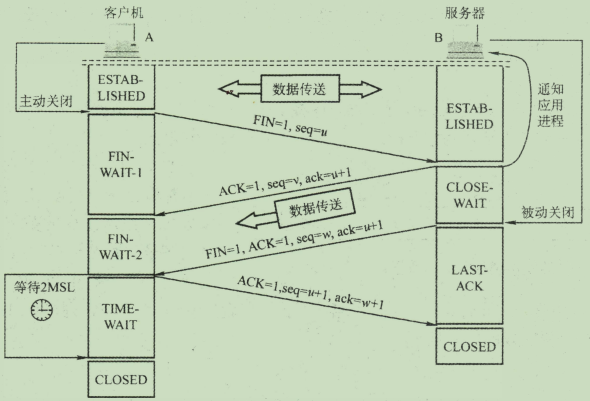 客户机
A
服务器
B
ESTAB-
LISHED
数据传送
主动关闭
通知
应用
进程
FIN=1, seq=u
ESTAB-
LISHED
FIN-
WAIT-1
ACK=1, seq=v, ack=u+1
CLOSE-
WAIT
数据传送
被动关闭
FIN-
WAIT-2
FIN=1, ACK=1, seq=w, ack=u+1
等待2MSL
LAST-
ACK
TIME-
WAIT
ACK=1,seq=u+1, ack=w+1
CLOSED
CLOSED